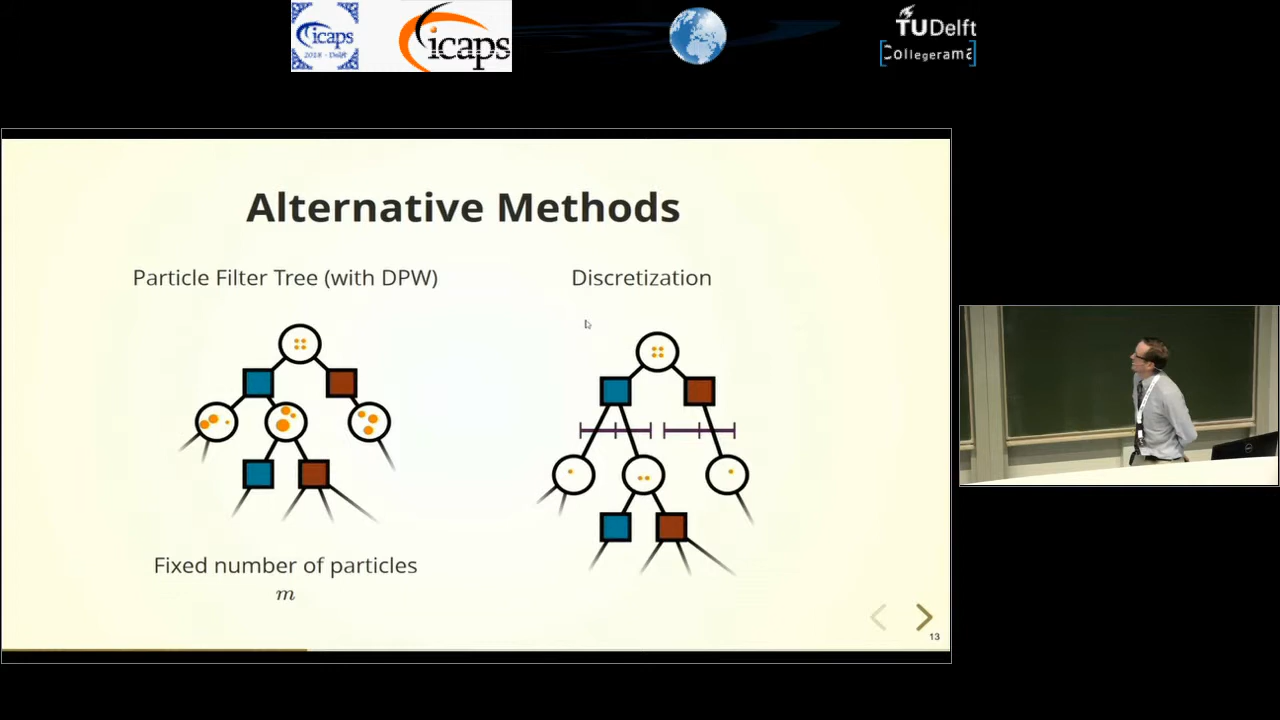 icaps
2018 - Delft
icaps
TUDelft
Collegerama
Alternative Methods
Particle Filter Tree (with DPW)
Discretization
Fixed number of particles
m
13